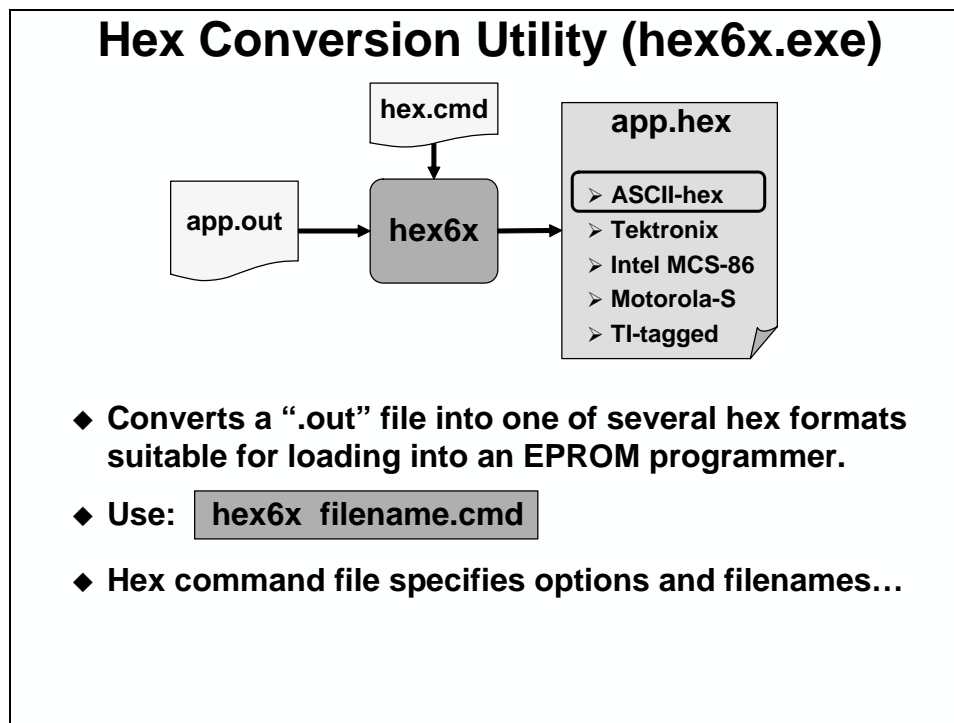 Hex Conversion Utility (hex6x.exe)
hex.cmd
app.out
hex6x
app.hex
➢ ASCII-hex
➢ Tektronix
➢ Intel MCS-86
➢ Motorola-S
➢ TI-tagged
◆ Converts a “.out” file into one of several hex formats
suitable for loading into an EPROM programmer.
◆ Use: hex6x filename.cmd
◆ Hex command file specifies options and filenames…